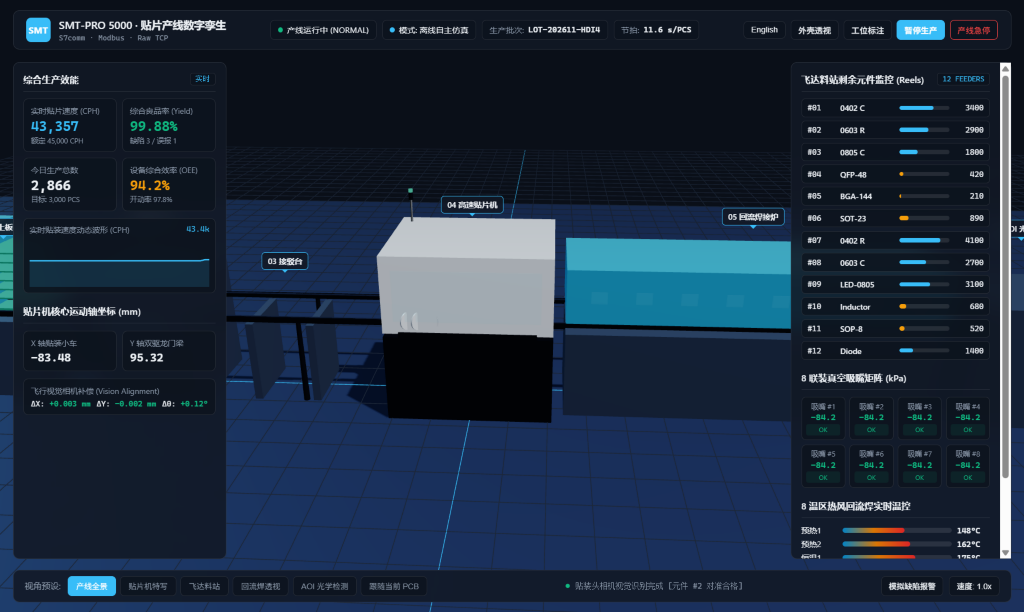 SMT
SMT-PRO 5000 · 贴片产线数字孪生
S7comm · Modbus · Raw TCP
产线运行中 (NORMAL)
模式: 离线自主仿真
生产批次: LOT-202611-HDI4
节拍: 11.6 s/PCS
English
外壳透视
工位标注
暂停生产
产线急停
综合生产效能
实时
实时贴片速度 (CPH)
43,357
额定 45,000 CPH
综合良品率 (Yield)
99.88%
缺陷 3 / 误报 1
今日生产总数
2,866
目标: 3,000 PCS
设备综合效率 (OEE)
94.2%
开动率 97.8%
实时贴装速度动态波形 (CPH)
43.4k
贴片机核心运动轴坐标 (mm)
X 轴贴装小车
-83.48
Y 轴双驱龙门梁
95.32
飞行视觉相机补偿 (Vision Alignment)
ΔX: +0.003 mm ΔY: -0.002 mm Δθ: +0.12°
上板
03 接驳台
04 高速贴片机
05 回流焊接炉
OI 光
飞达料站剩余元件监控 (Reels)
12 FEEDERS
#01 0402 C 3400
#02 0603 R 2900
#03 0805 C 1800
#04 QFP-48 420
#05 BGA-144 210
#06 SOT-23 890
#07 0402 R 4100
#08 0603 C 2700
#09 LED-0805 3100
#10 Inductor 680
#11 SOP-8 520
#12 Diode 1400
8 联装真空吸嘴矩阵 (kPa)
吸嘴 #1 吸嘴 #2 吸嘴 #3 吸嘴 #4
-84.2 -84.2 -84.2 -84.2
OK OK OK OK
吸嘴 #5 吸嘴 #6 吸嘴 #7 吸嘴 #8
-84.2 -84.2 -84.2 -84.2
OK OK OK OK
8 温区热风回流焊实时温控
预热1 148°C
预热2 162°C
恒温1 175°C
视角预设:
产线全景
贴片机特写
飞达料站
回流焊透视
AOI 光学检测
跟随当前 PCB
贴装头相机视觉识别完成 [元件 #2 对准合格]
模拟缺陷报警
速度: 1.0x